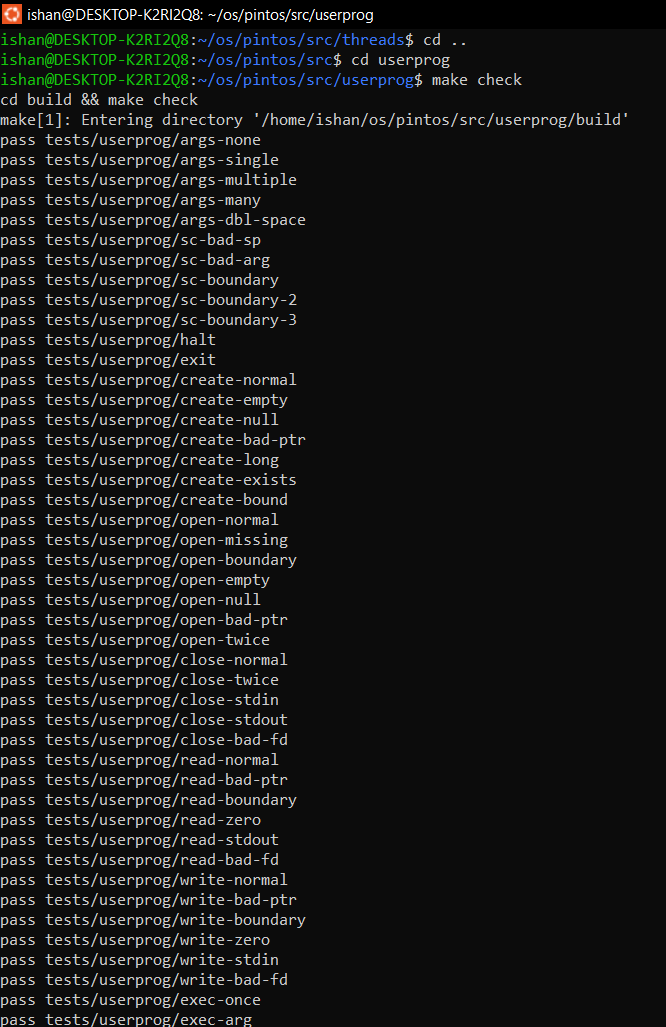 ishan@DESKTOP-K2RI2Q8: ~/os/pintos/src/userprog
ishan@DESKTOP-K2RI2Q8:~/os/pintos/src/threads$ cd ..
ishan@DESKTOP-K2RI2Q8:~/os/pintos/src$ cd userprog
ishan@DESKTOP-K2RI2Q8:~/os/pintos/src/userprog$ make check
cd build && make check
make[1]: Entering directory '/home/ishan/os/pintos/src/userprog/build'
pass tests/userprog/args-none
pass tests/userprog/args-single
pass tests/userprog/args-multiple
pass tests/userprog/args-many
pass tests/userprog/args-dbl-space
pass tests/userprog/sc-bad-sp
pass tests/userprog/sc-bad-arg
pass tests/userprog/sc-boundary
pass tests/userprog/sc-boundary-2
pass tests/userprog/sc-boundary-3
pass tests/userprog/halt
pass tests/userprog/exit
pass tests/userprog/create-normal
pass tests/userprog/create-empty
pass tests/userprog/create-null
pass tests/userprog/create-bad-ptr
pass tests/userprog/create-long
pass tests/userprog/create-exists
pass tests/userprog/create-bound
pass tests/userprog/open-normal
pass tests/userprog/open-missing
pass tests/userprog/open-boundary
pass tests/userprog/open-empty
pass tests/userprog/open-null
pass tests/userprog/open-bad-ptr
pass tests/userprog/open-twice
pass tests/userprog/close-normal
pass tests/userprog/close-twice
pass tests/userprog/close-stdin
pass tests/userprog/close-stdout
pass tests/userprog/close-bad-fd
pass tests/userprog/read-normal
pass tests/userprog/read-bad-ptr
pass tests/userprog/read-boundary
pass tests/userprog/read-zero
pass tests/userprog/read-stdout
pass tests/userprog/read-bad-fd
pass tests/userprog/write-normal
pass tests/userprog/write-bad-ptr
pass tests/userprog/write-boundary
pass tests/userprog/write-zero
pass tests/userprog/write-stdin
pass tests/userprog/write-bad-fd
pass tests/userprog/exec-once
pass tests/userprog/exec-arg